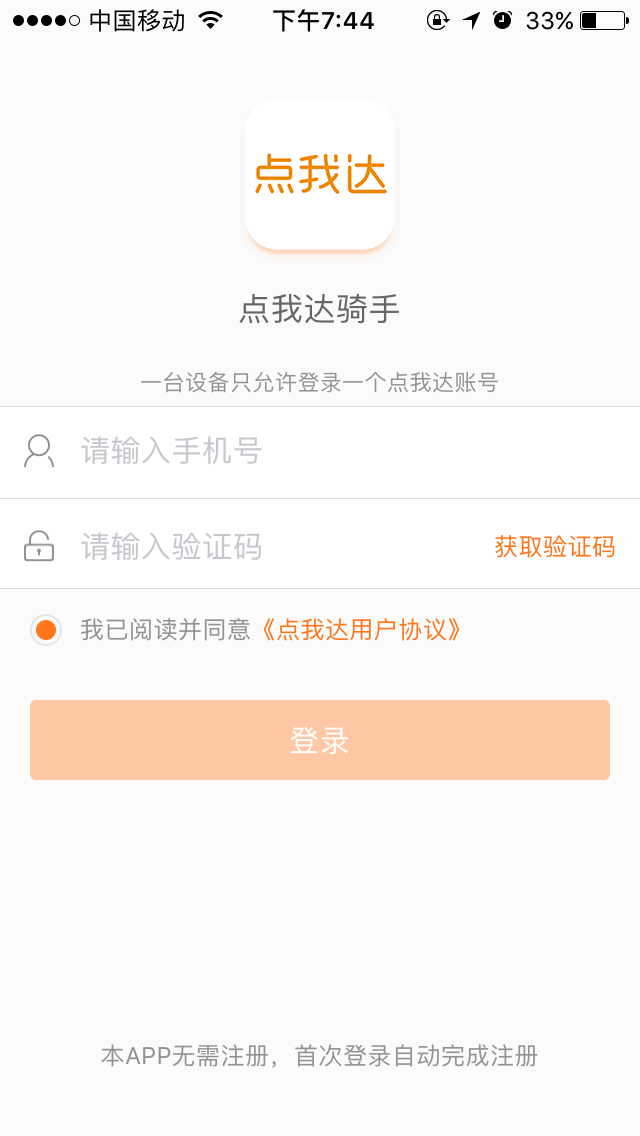 中国移动 下午7:44 33%
点我达
点我达骑手
一台设备只允许登录一个点我达账号
请输入手机号
请输入验证码 获取验证码
我已阅读并同意《点我达用户协议》
登录
本APP无需注册，首次登录自动完成注册